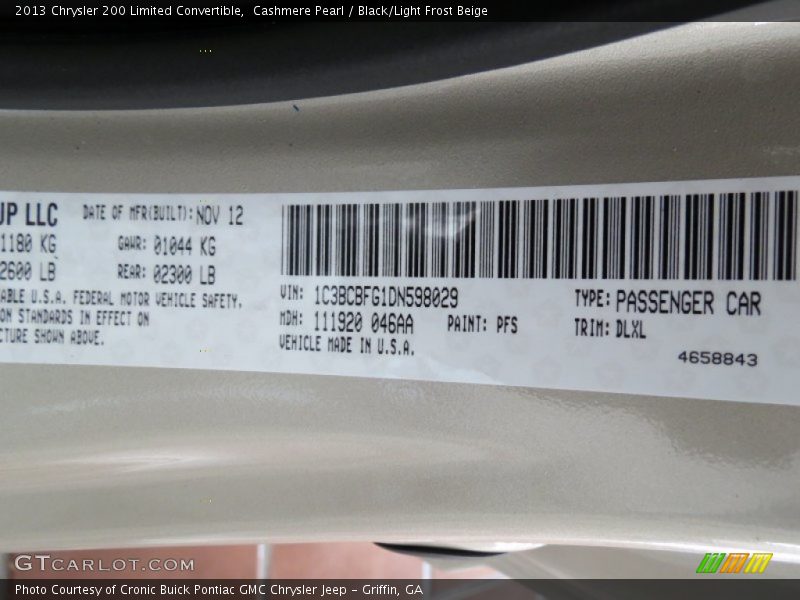 2013 Chrysler 200 Limited Convertible,  Cashmere Pearl / Black/Light Frost Beige
UP LLC DATE OF MFR(BUILT): NOV 12
1180 KG GAWR: 01044 KG
2600 LB REAR: 02300 LB
ABLE U.S.A. FEDERAL MOTOR VEHICLE SAFETY,
ON STANDARDS IN EFFECT ON
CTURE SHOWN ABOVE.
VIN: 1C3BCBFG1DN598029 TYPE: PASSENGER CAR
MDH: 111920 046AA PAINT: PFS TRIM: DLXL
VEHICLE MADE IN U.S.A.
4658843
GTCARLOT.COM
Photo Courtesy of Cronic Buick Pontiac GMC Chrysler Jeep - Griffin, GA